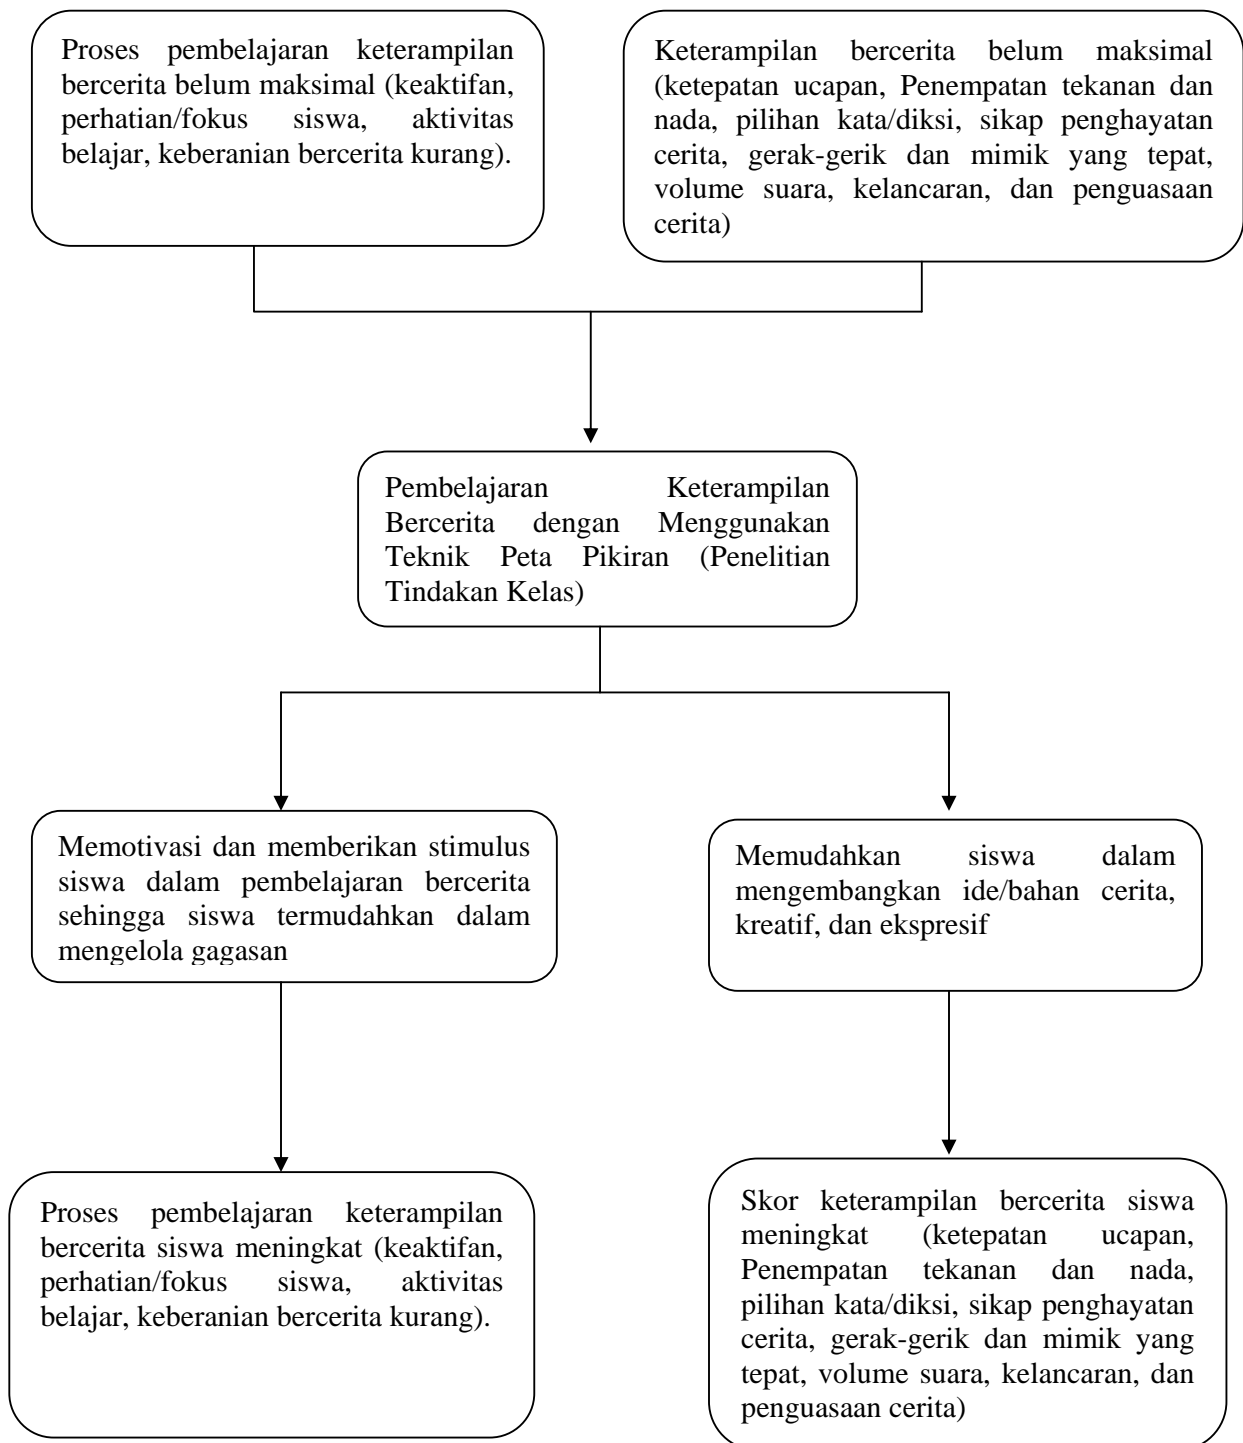 Proses pembelajaran keterampilan
bercerita belum maksimal (keaktifan,
perhatian/fokus siswa, aktivitas
belajar, keberanian bercerita kurang).
Keterampilan bercerita belum maksimal
(ketepatan ucapan, Penempatan tekanan dan
nada, pilihan kata/diksi, sikap penghayatan
cerita, gerak-gerik dan mimik yang tepat,
volume suara, kelancaran, dan penguasaan
cerita)
Pembelajaran Keterampilan
Bercerita dengan Menggunakan
Teknik Peta Pikiran (Penelitian
Tindakan Kelas)
Memotivasi dan memberikan stimulus
siswa dalam pembelajaran bercerita
sehingga siswa termudahkan dalam
mengelola gagasan
Memudahkan siswa dalam
mengembangkan ide/bahan cerita,
kreatif, dan ekspresif
Proses pembelajaran keterampilan
bercerita siswa meningkat (keaktifan,
perhatian/fokus siswa, aktivitas
belajar, keberanian bercerita kurang).
Skor keterampilan bercerita siswa
meningkat (ketepatan ucapan,
Penempatan tekanan dan nada,
pilihan kata/diksi, sikap penghayatan
cerita, gerak-gerik dan mimik yang
tepat, volume suara, kelancaran, dan
penguasaan cerita)